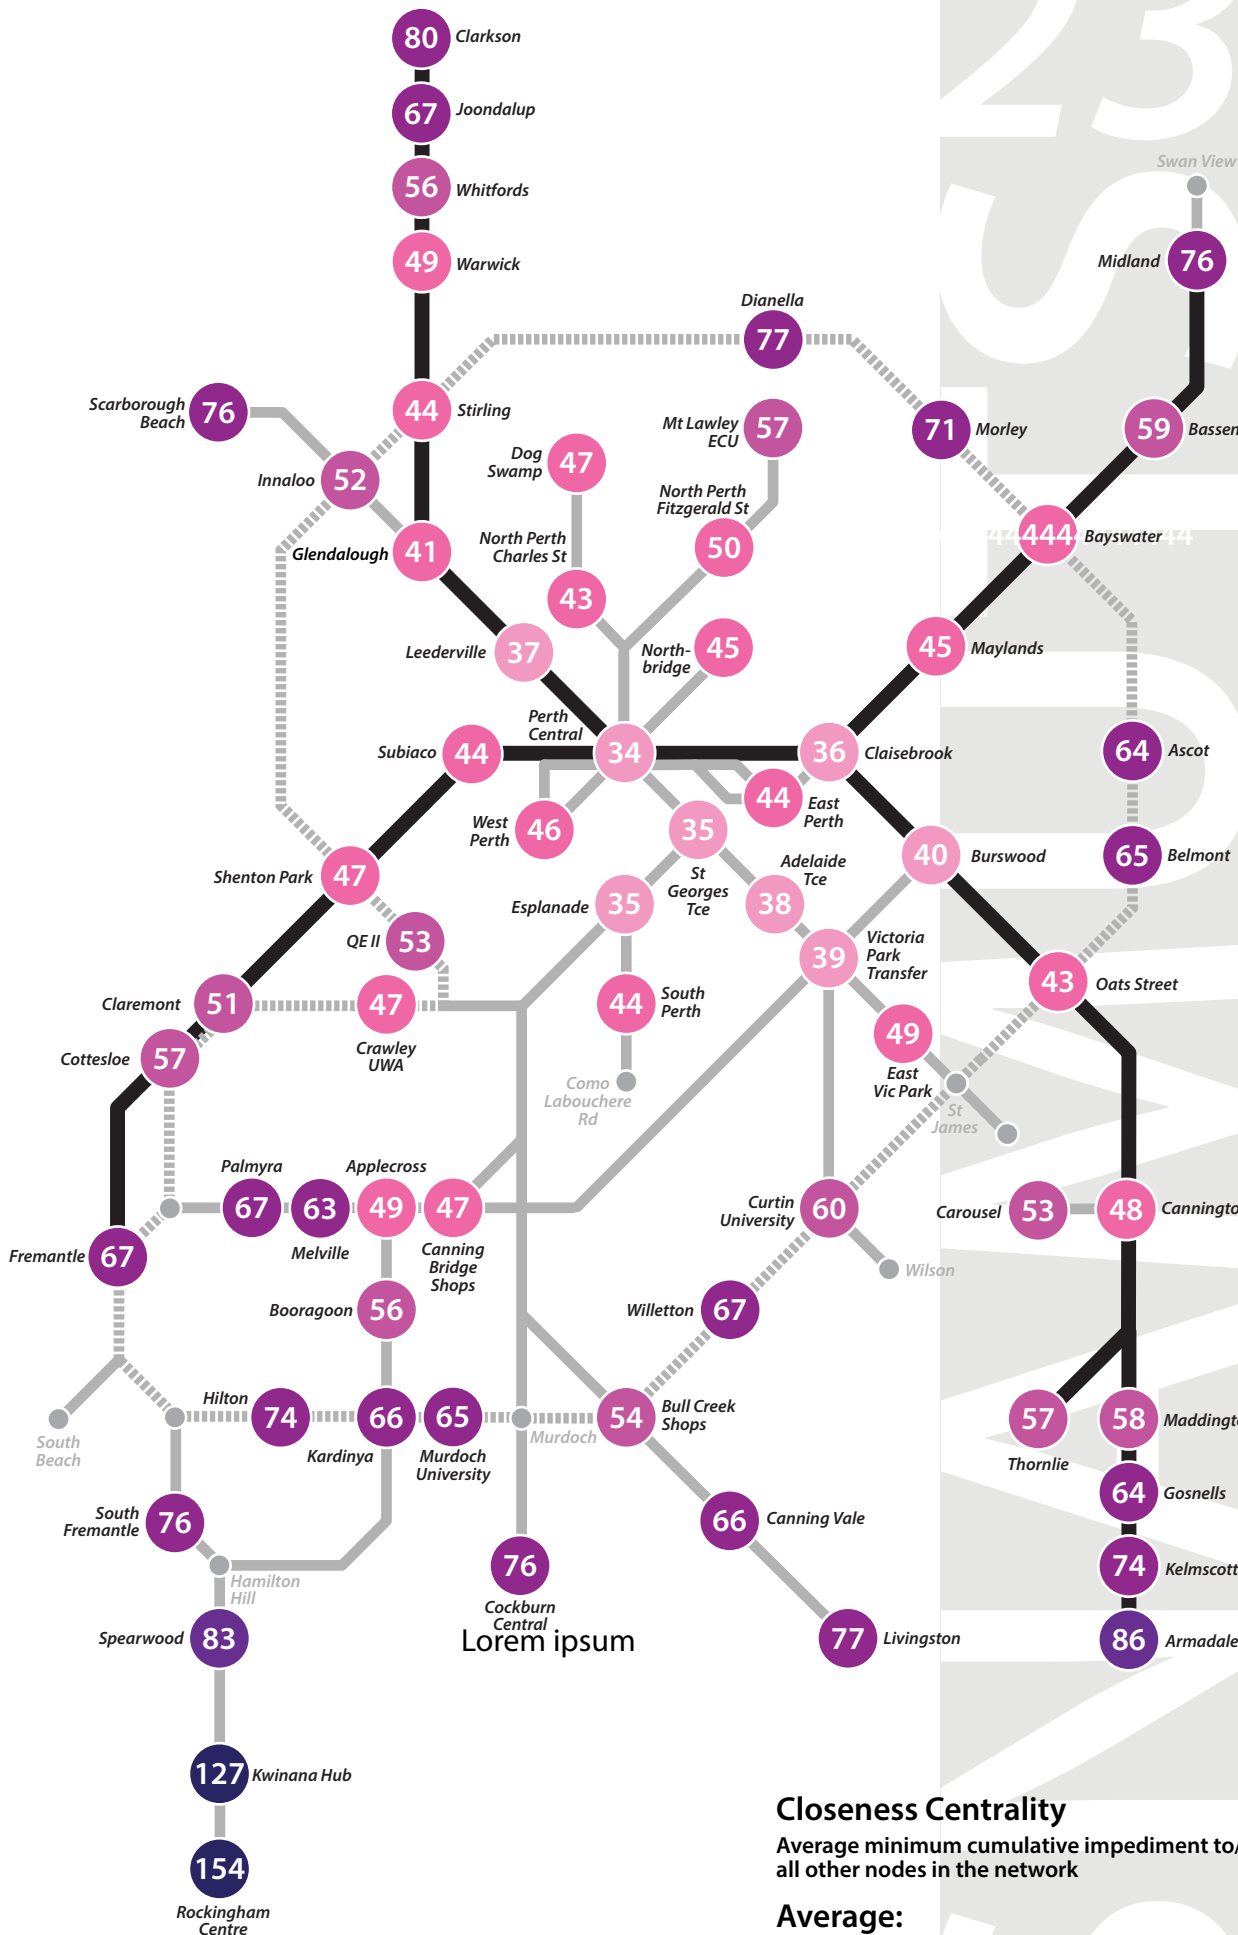 23
80 Clarkson
67 Joondalup
56 Whitfords
49 Warwick
Swan View
Midland 76
Dianella
77
Scarborough
Beach
76
44 Stirling
Mt Lawley
ECU
57
71 Morley
59 Bassen
Dog
Swamp
47
Innaloo 52
North Perth
Fitzgerald St
50
Glendalough 41
North Perth
Charles St
43
Bayswater
Leederville 37
North-
bridge
45
45 Maylands
Perth
Central
34
Subiaco 44
36 Claisebrook
64 Ascot
West
Perth
46
44
East
Perth
35
St
Georges
Tce
40 Burswood
65 Belmont
Shenton Park 47
Adelaide
Tce
38
Esplanade 35
QE II 53
39
Victoria
Park
Transfer
43 Oats Street
Claremont 51
47
Crawley
UWA
44
South
Perth
49
East
Vic Park
Cottesloe 57
Como
Labouchere
Rd
St
James
Palmyra
67
63
Melville
Applecross
49
47
Canning
Bridge
Shops
Curtin
University
60
Carousel 53
48 Canningto
Fremantle 67
Wilson
Booragoon 56
Willetton 67
Hilton
74
66
Kardinya
65
Murdoch
University
Murdoch
54
Bull Creek
Shops
57
Thornlie
58 Maddingt
South
Beach
64 Gosnells
South
Fremantle
76
66 Canning Vale
Hamilton
Hill
76
Cockburn
Central
74 Kelmscott
Spearwood 83
Lorem ipsum
77 Livingston
86 Armadale
127 Kwinana Hub
154
Rockingham
Centre
Closeness Centrality
Average minimum cumulative impediment to/
all other nodes in the network
Average: